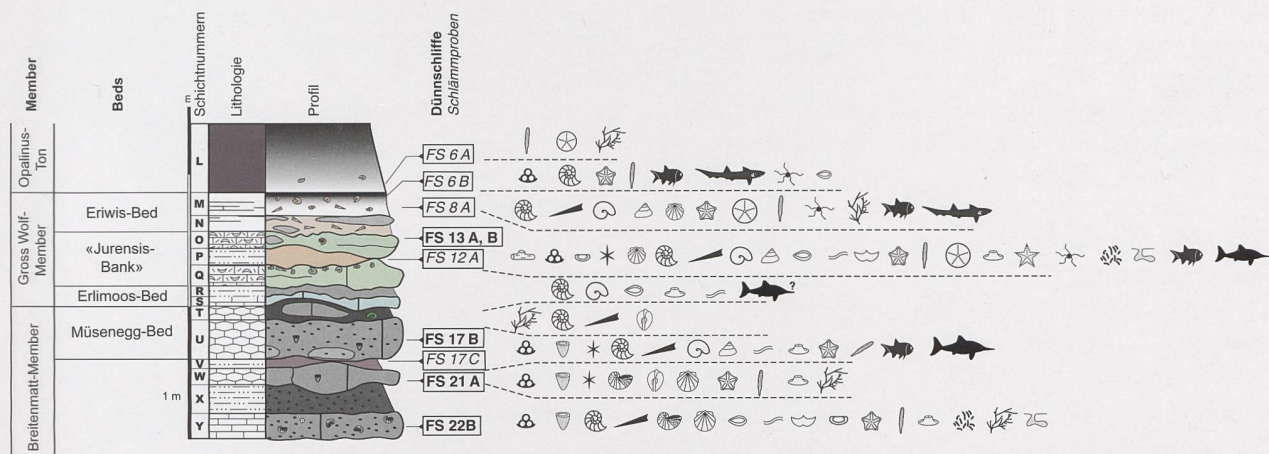 Member
Beds
m
Schichtnummern
Lithologie
Profil
Dünnschliffe
Schlämmproben
Opalinus-
Ton
L
FS 6 A
FS 6 B
Gross Wolf-
Member
Eriwis-Bed
M
N
FS 8 A
«Jurensis-
Bank»
O
P
Q
FS 13 A, B
FS 12 A
Erlimoos-Bed
R
S
?
Breitenmatt-Member
Müsenegg-Bed
T
U
FS 17 B
V
FS 17 C
W
FS 21 A
1 m
X
Y
FS 22B